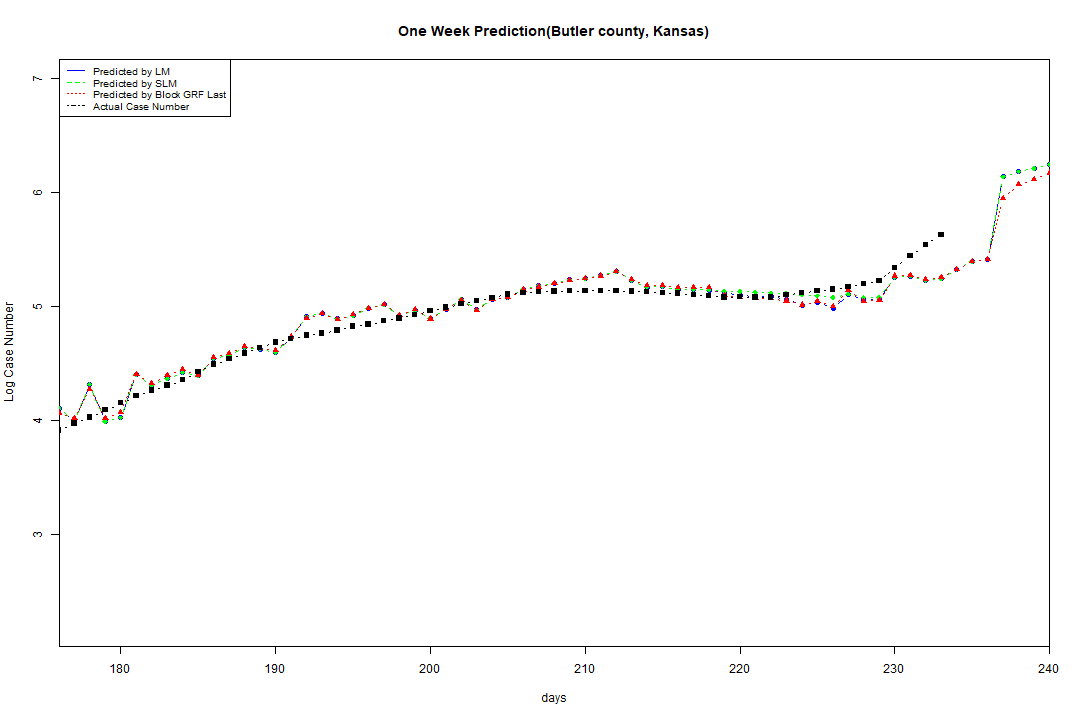 One Week Prediction(Butler county, Kansas)
Predicted by LM
Predicted by SLM
Predicted by Block GRF Last
Actual Case Number
7
6
5
4
3
Log Case Number
180 190 200 210 220 230 240
days